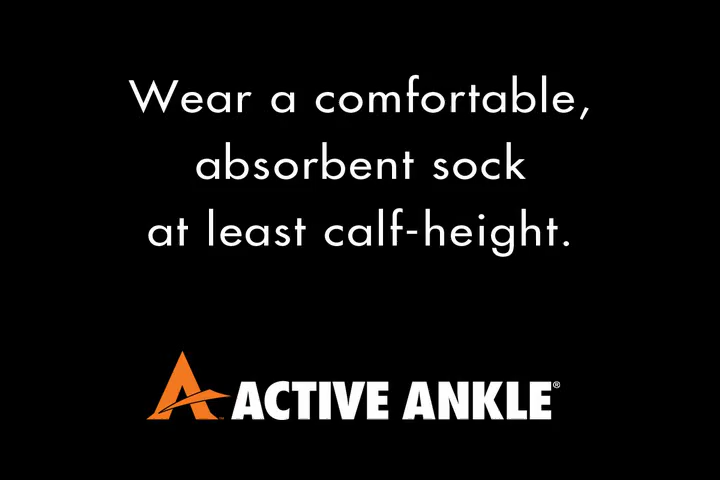 Wear a comfortable,
absorbent sock
at least calf-height.
ACTIVE ANKLE®